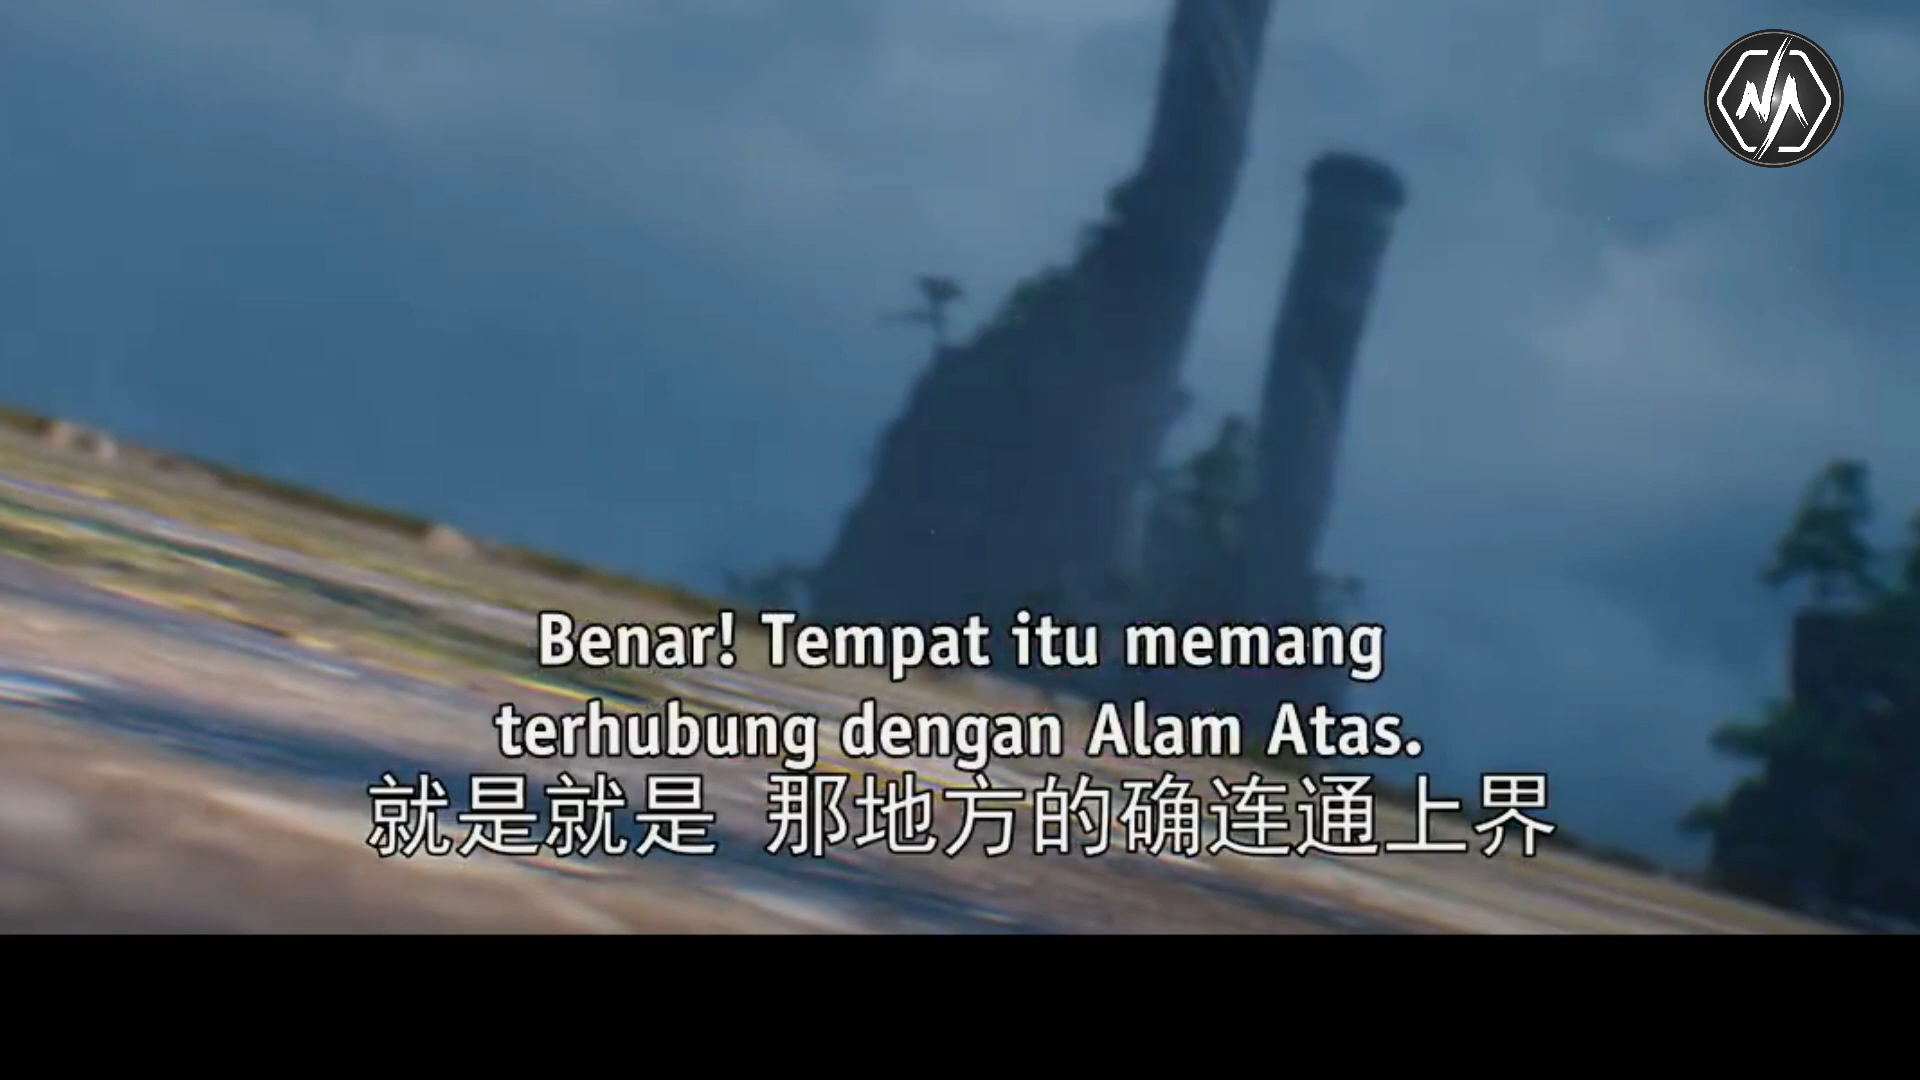 Benar! Tempat itu memang
terhubung dengan Alam Atas.
就是就是 那地方的确连通上界